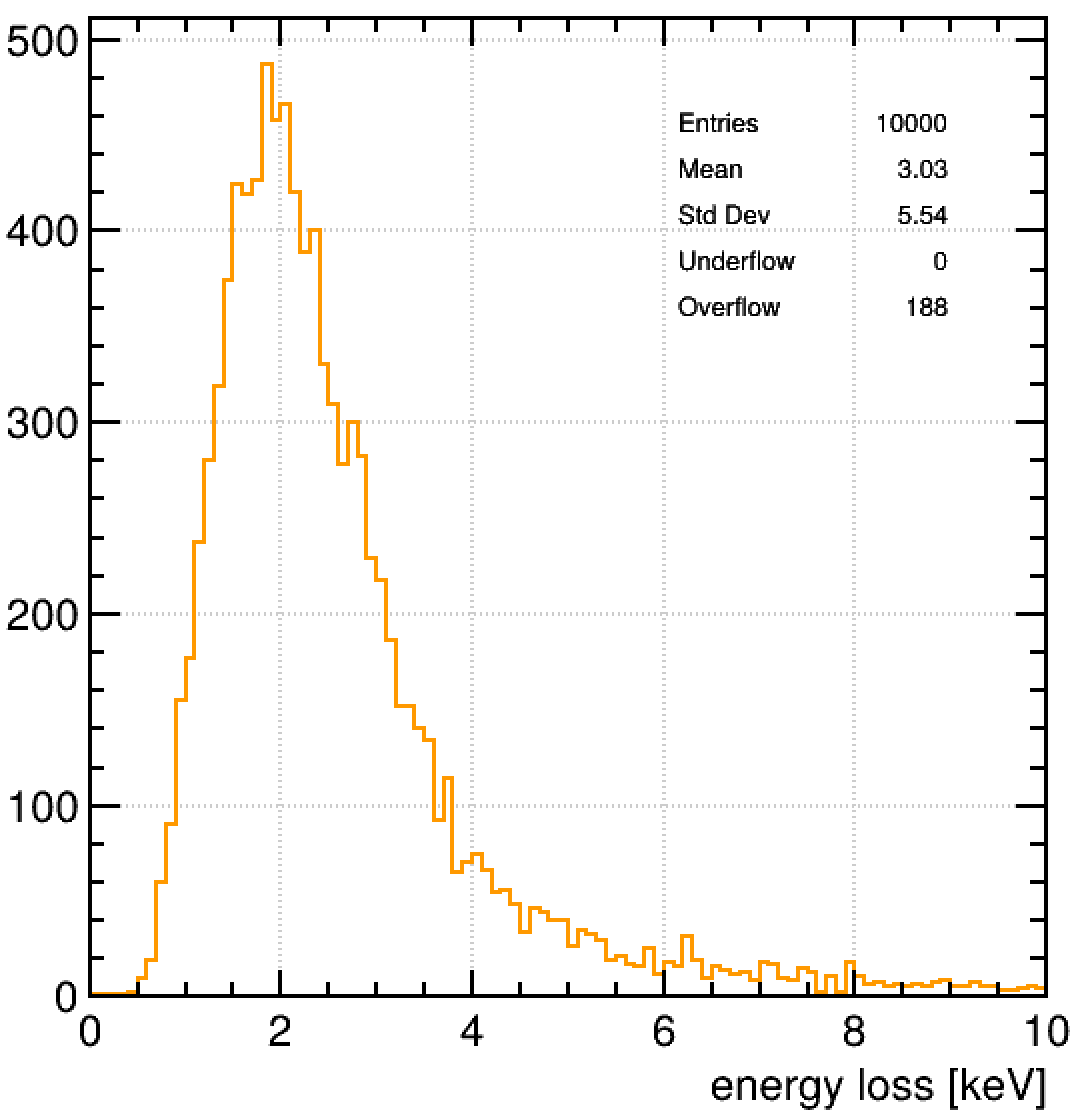 500
400
300
200
100
0
Entries 10000
Mean 3.03
Std Dev 5.54
Underflow 0
Overflow 188
0 2 4 6 8 10
energy loss [keV]